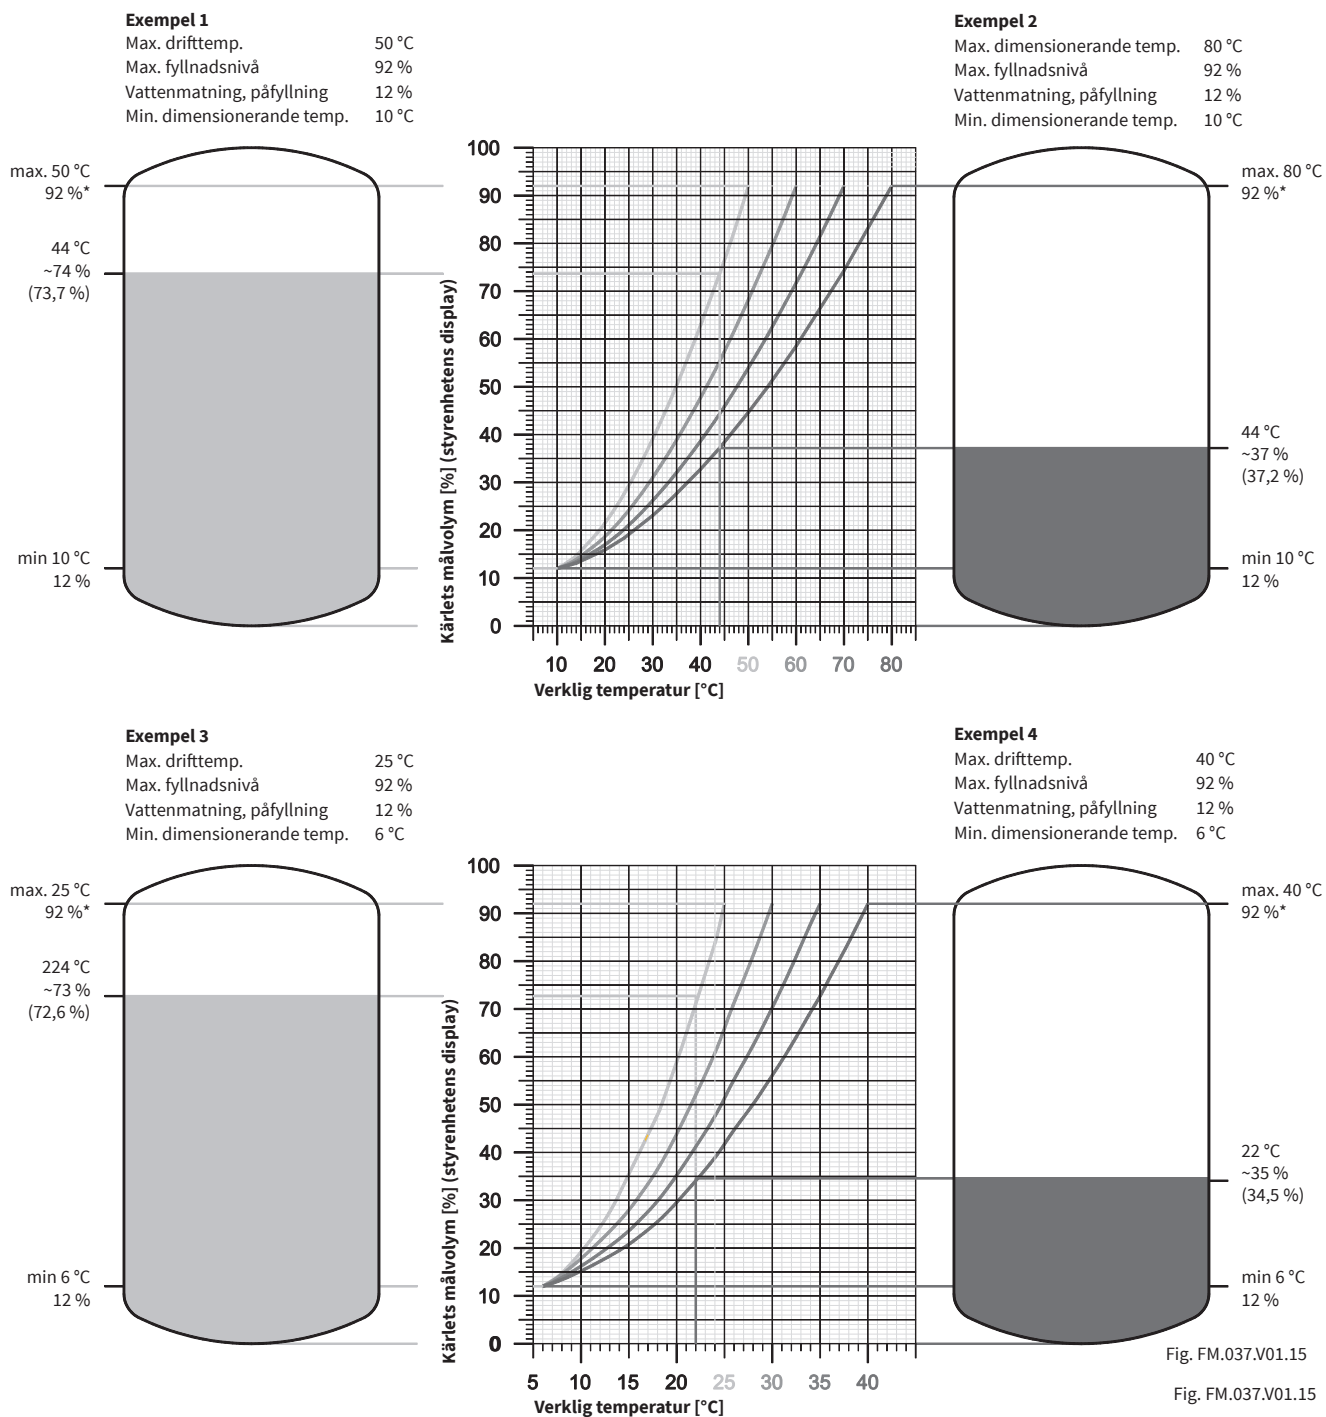 Exempel 1
Max. drifttemp. 50 °C
Max. fyllnadsnivå 92 %
Vattenmatning, påfyllning 12 %
Min. dimensionerande temp. 10 °C
Exempel 2
Max. dimensionerande temp. 80 °C
Max. fyllnadsnivå 92 %
Vattenmatning, påfyllning 12 %
Min. dimensionerande temp. 10 °C
max. 50 °C
92 %*
44 °C
~74 %
(73,7 %)
min 10 °C
12 %
Kärlets målvolym [%] (styrenhetens display)
100
90
80
70
60
50
40
30
20
10
0
10 20 30 40 50 60 70 80
Verklig temperatur [°C]
max. 80 °C
92 %*
44 °C
~37 %
(37,2 %)
min 10 °C
12 %
Exempel 3
Max. drifttemp. 25 °C
Max. fyllnadsnivå 92 %
Vattenmatning, påfyllning 12 %
Min. dimensionerande temp. 6 °C
Exempel 4
Max. drifttemp. 40 °C
Max. fyllnadsnivå 92 %
Vattenmatning, påfyllning 12 %
Min. dimensionerande temp. 6 °C
max. 25 °C
92 %*
224 °C
~73 %
(72,6 %)
min 6 °C
12 %
Kärlets målvolym [%] (styrenhetens display)
100
90
80
70
60
50
40
30
20
10
0
5 10 15 20 25 30 35 40
Verklig temperatur [°C]
max. 40 °C
92 %*
22 °C
~35 %
(34,5 %)
min 6 °C
12 %
Fig. FM.037.V01.15
Fig. FM.037.V01.15